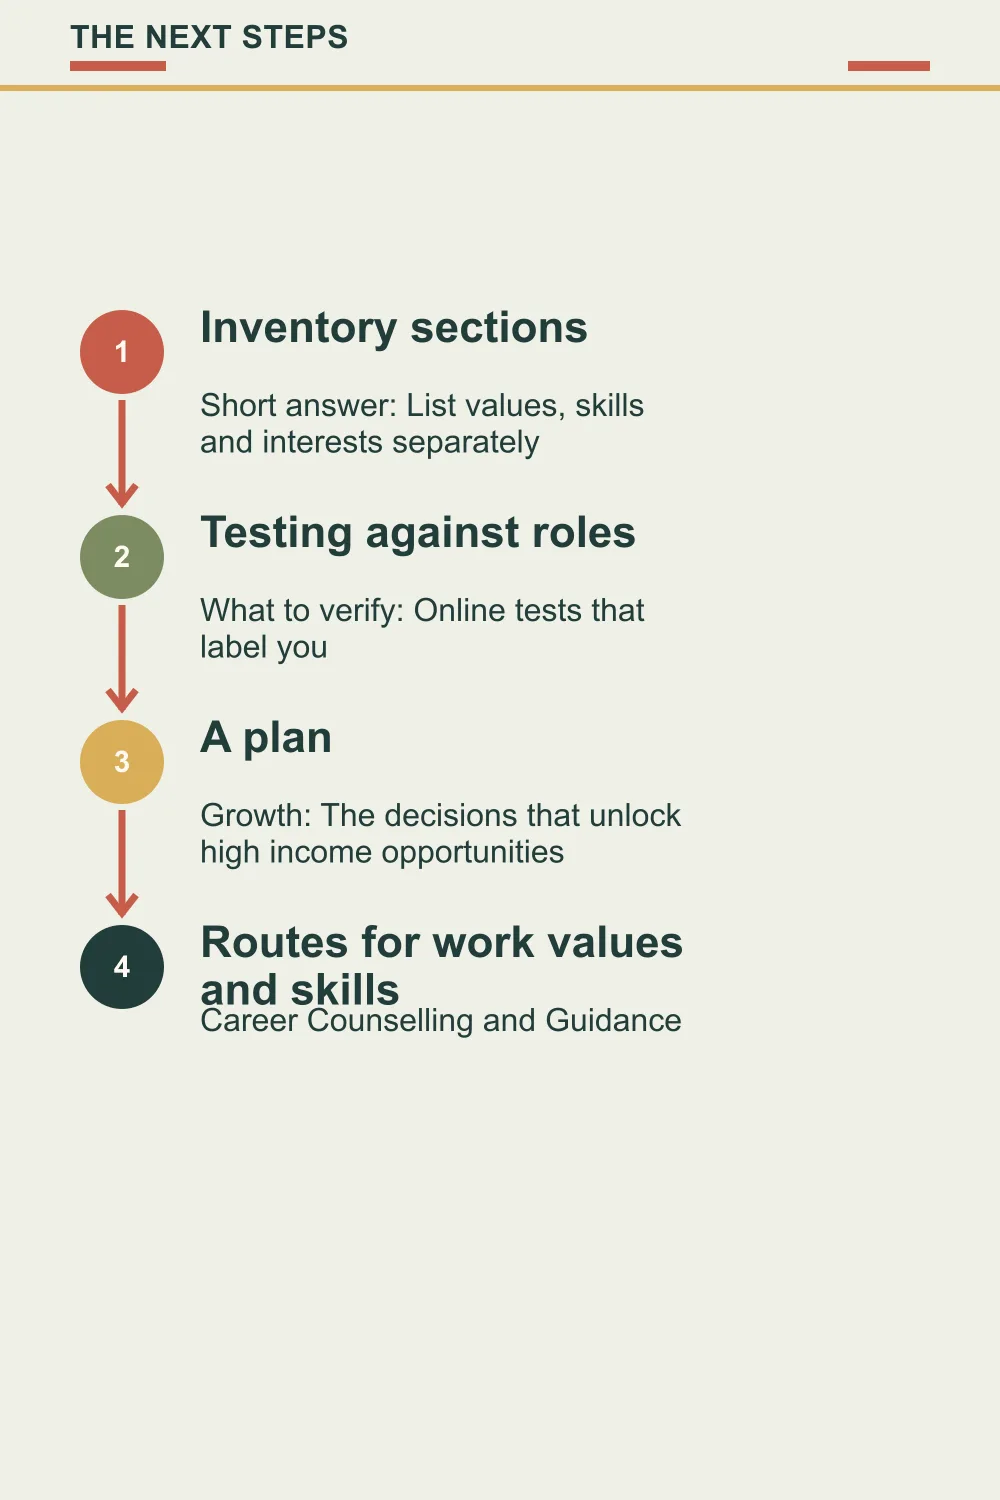 THE NEXT STEPS
1
Inventory sections
Short answer: List values, skills
and interests separately
2
Testing against roles
What to verify: Online tests that
label you
3
A plan
Growth: The decisions that unlock
high income opportunities
4
Routes for work values
and skills
Career Counselling and Guidance